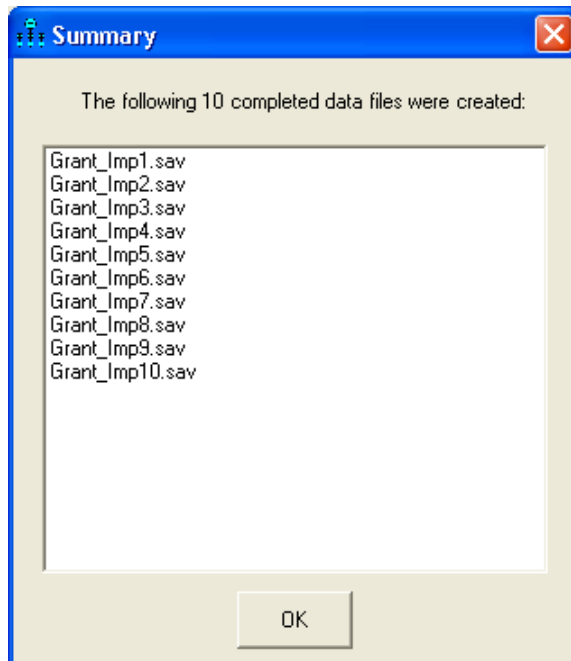 Summary
The following 10 completed data files were created:
Grant_Imp1.sav
Grant_Imp2.sav
Grant_Imp3.sav
Grant_Imp4.sav
Grant_Imp5.sav
Grant_Imp6.sav
Grant_Imp7.sav
Grant_Imp8.sav
Grant_Imp9.sav
Grant_Imp10.sav
OK